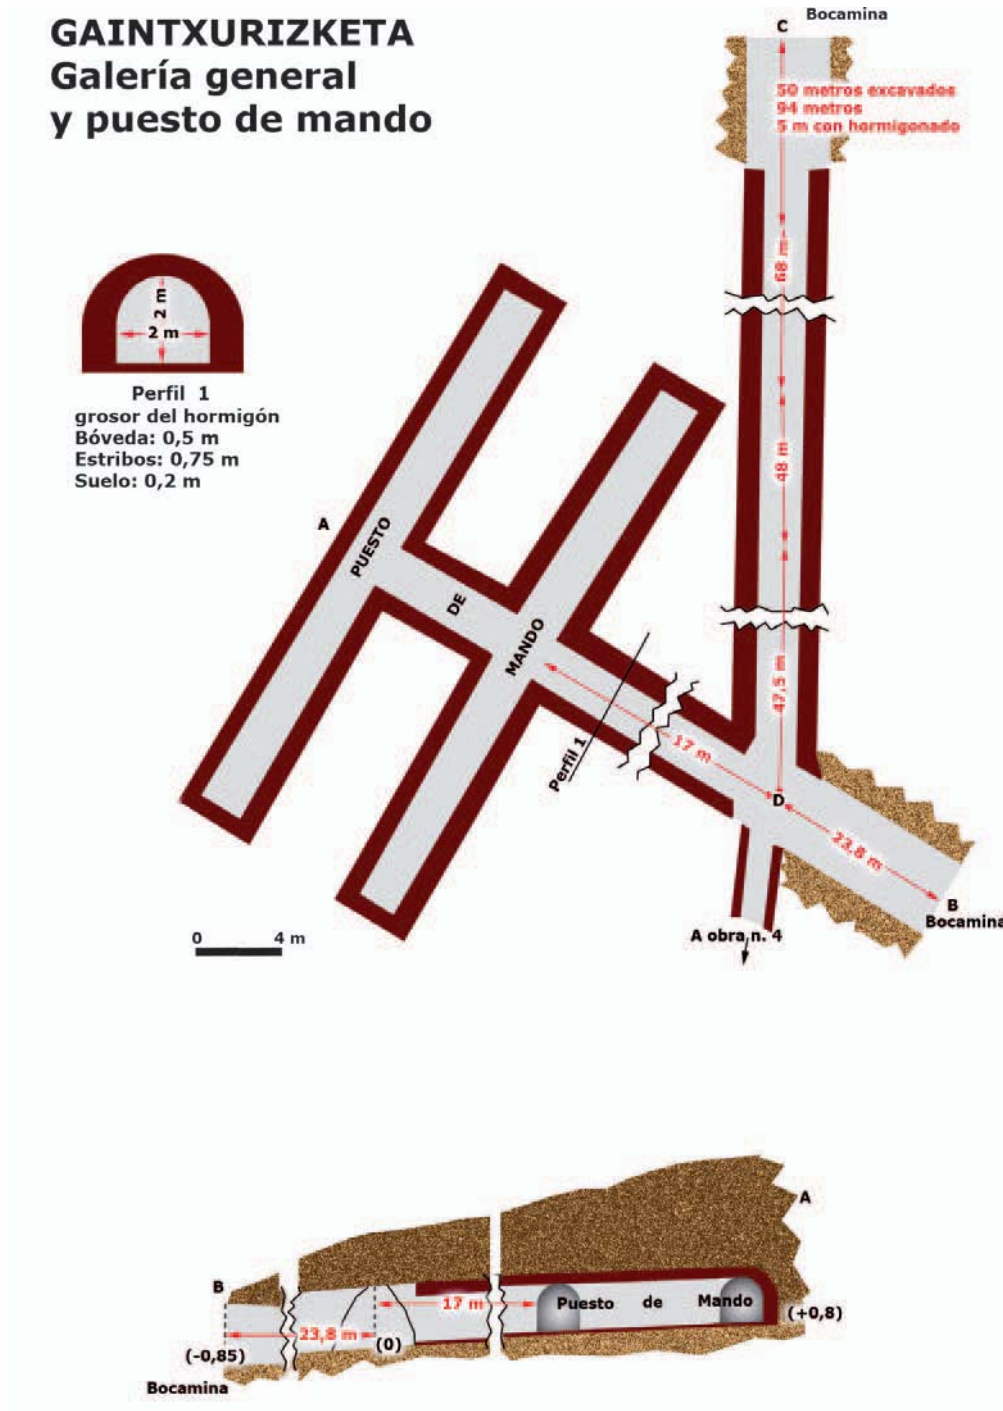 GAINTXURIZKETA
Galería general
y puesto de mando
C
Bocamina
50 metros excavados
94 metros
5 m con hormigonado
68 m
48 m
47,5 m
2 m
2 m
Perfil 1
grosor del hormigón
Bóveda: 0,5 m
Estribos: 0,75 m
Suelo: 0,2 m
A
PUESTO
DE
MANDO
Perfil 1
17 m
D
23,8 m
B
Bocamina
A obra n. 4
0 4 m
A
B
17 m
Puesto de Mando
(+0,8)
23,8 m
(0)
(-0,85)
Bocamina